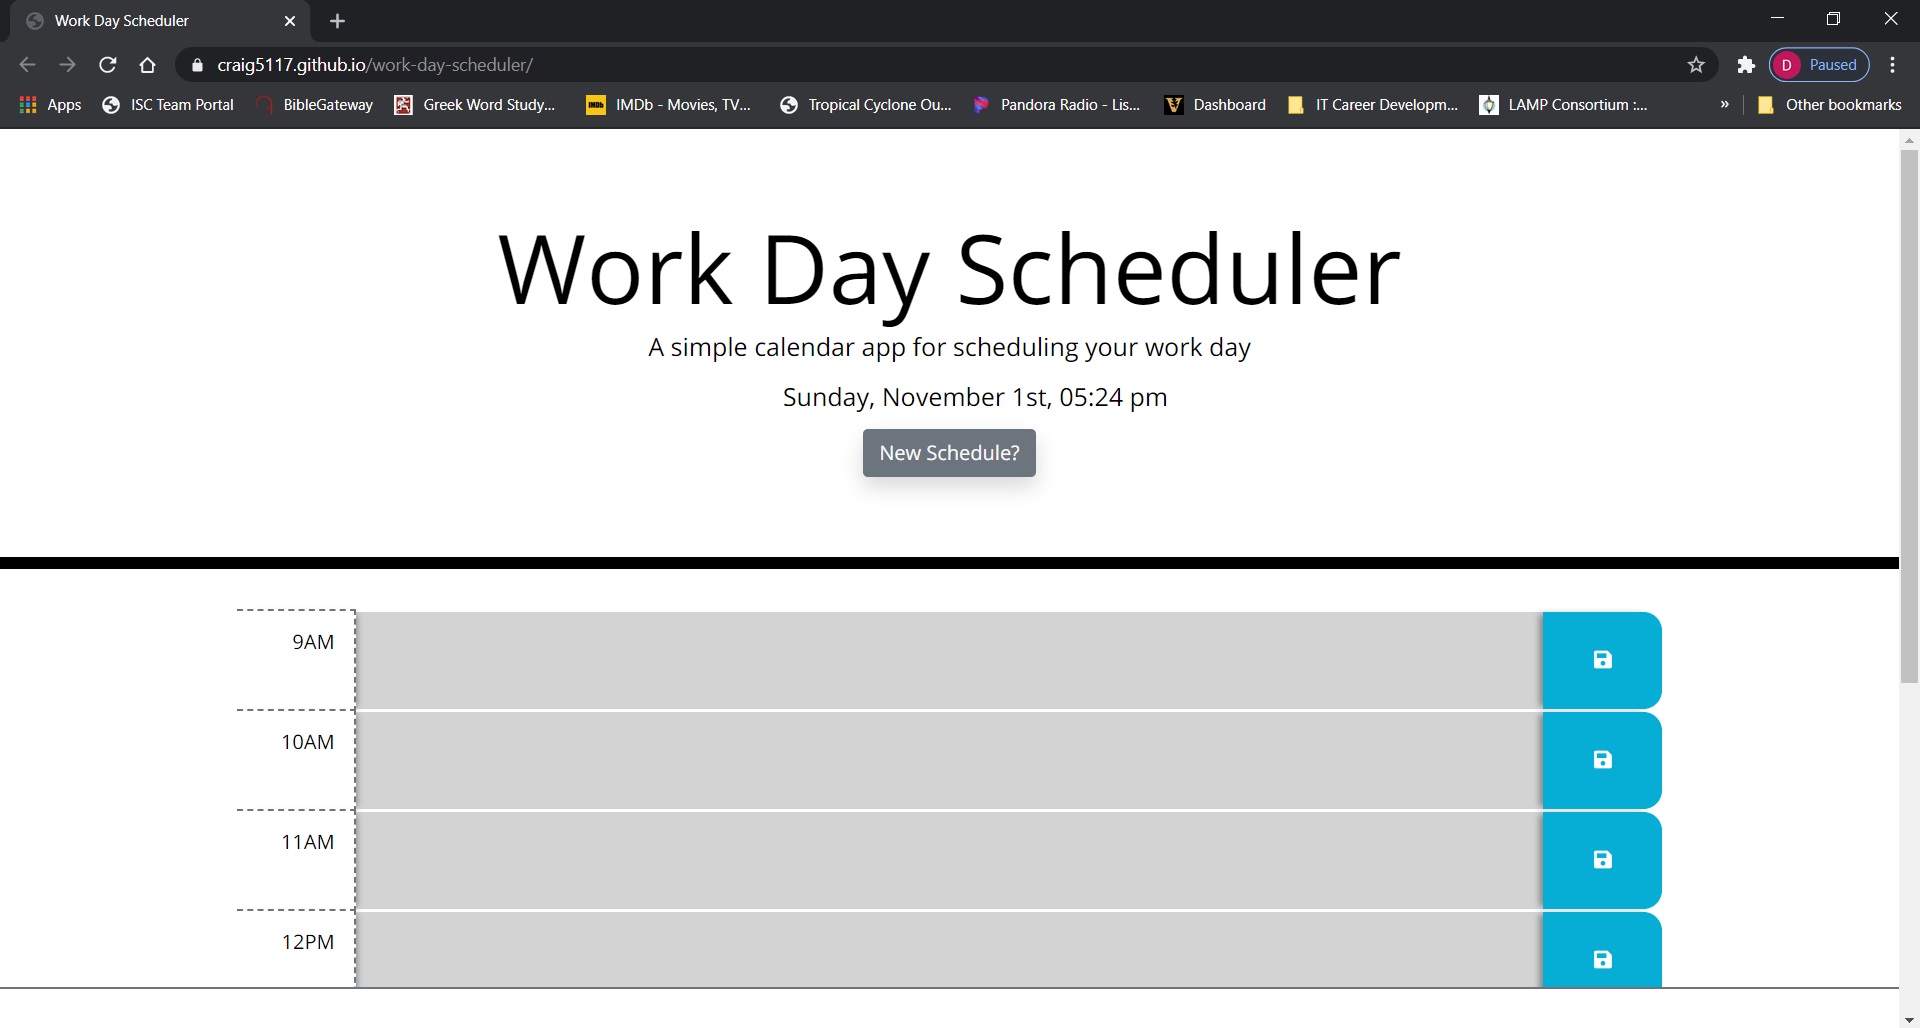 Work Day Scheduler
craig5117.github.io/work-day-scheduler/
D Paused
Apps ISC Team Portal BibleGateway Greek Word Study... IMDb - Movies, TV... Tropical Cyclone Ou... Pandora Radio - Lis... Dashboard IT Career Developm... LAMP Consortium :... » Other bookmarks
Work Day Scheduler
A simple calendar app for scheduling your work day
Sunday, November 1st, 05:24 pm
New Schedule?
9AM
10AM
11AM
12PM